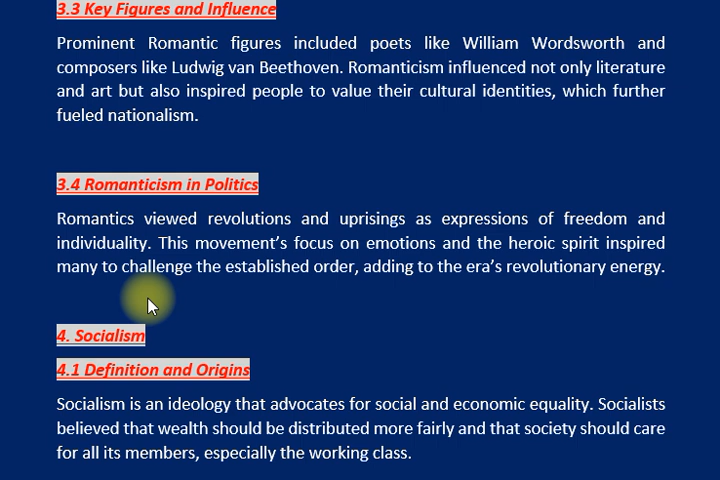 3.3 Key Figures and Influence
Prominent Romantic figures included poets like William Wordsworth and
composers like Ludwig van Beethoven. Romanticism influenced not only literature
and art but also inspired people to value their cultural identities, which further
fueled nationalism.
3.4 Romanticism in Politics
Romantics viewed revolutions and uprisings as expressions of freedom and
individuality. This movement’s focus on emotions and the heroic spirit inspired
many to challenge the established order, adding to the era’s revolutionary energy.
4. Socialism
4.1 Definition and Origins
Socialism is an ideology that advocates for social and economic equality. Socialists
believed that wealth should be distributed more fairly and that society should care
for all its members, especially the working class.